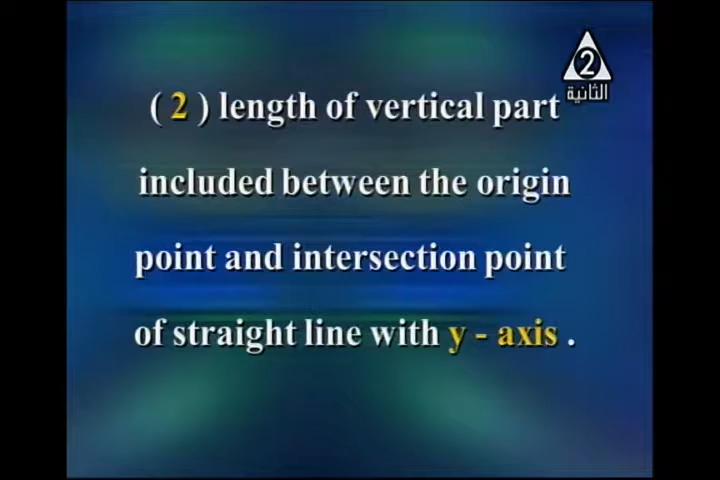 2
الثانية
( 2 ) length of vertical part
included between the origin
point and intersection point
of straight line with y - axis .